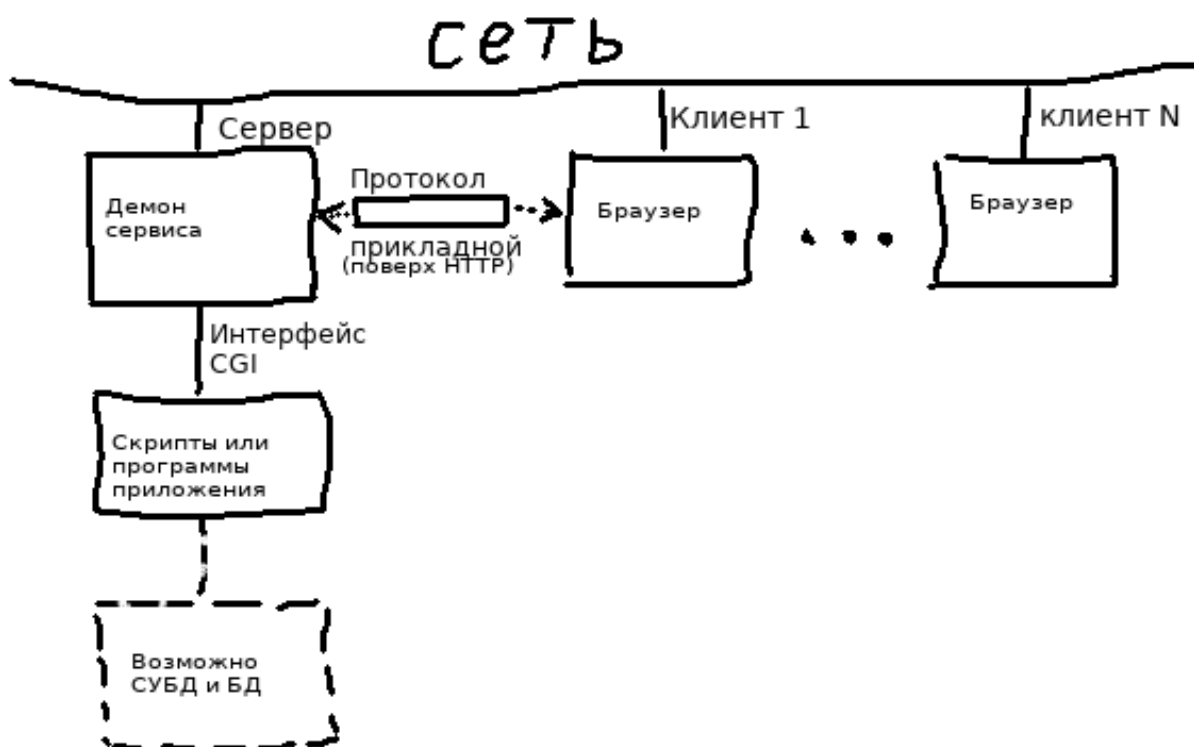 сеть
Сервер
Клиент 1
клиент N
Демон
сервиса
Протокол
прикладной
(поверх HTTP)
Браузер
Браузер
Интерфейс
CGI
Скрипты или
программы
приложения
Возможно
СУБД и БД